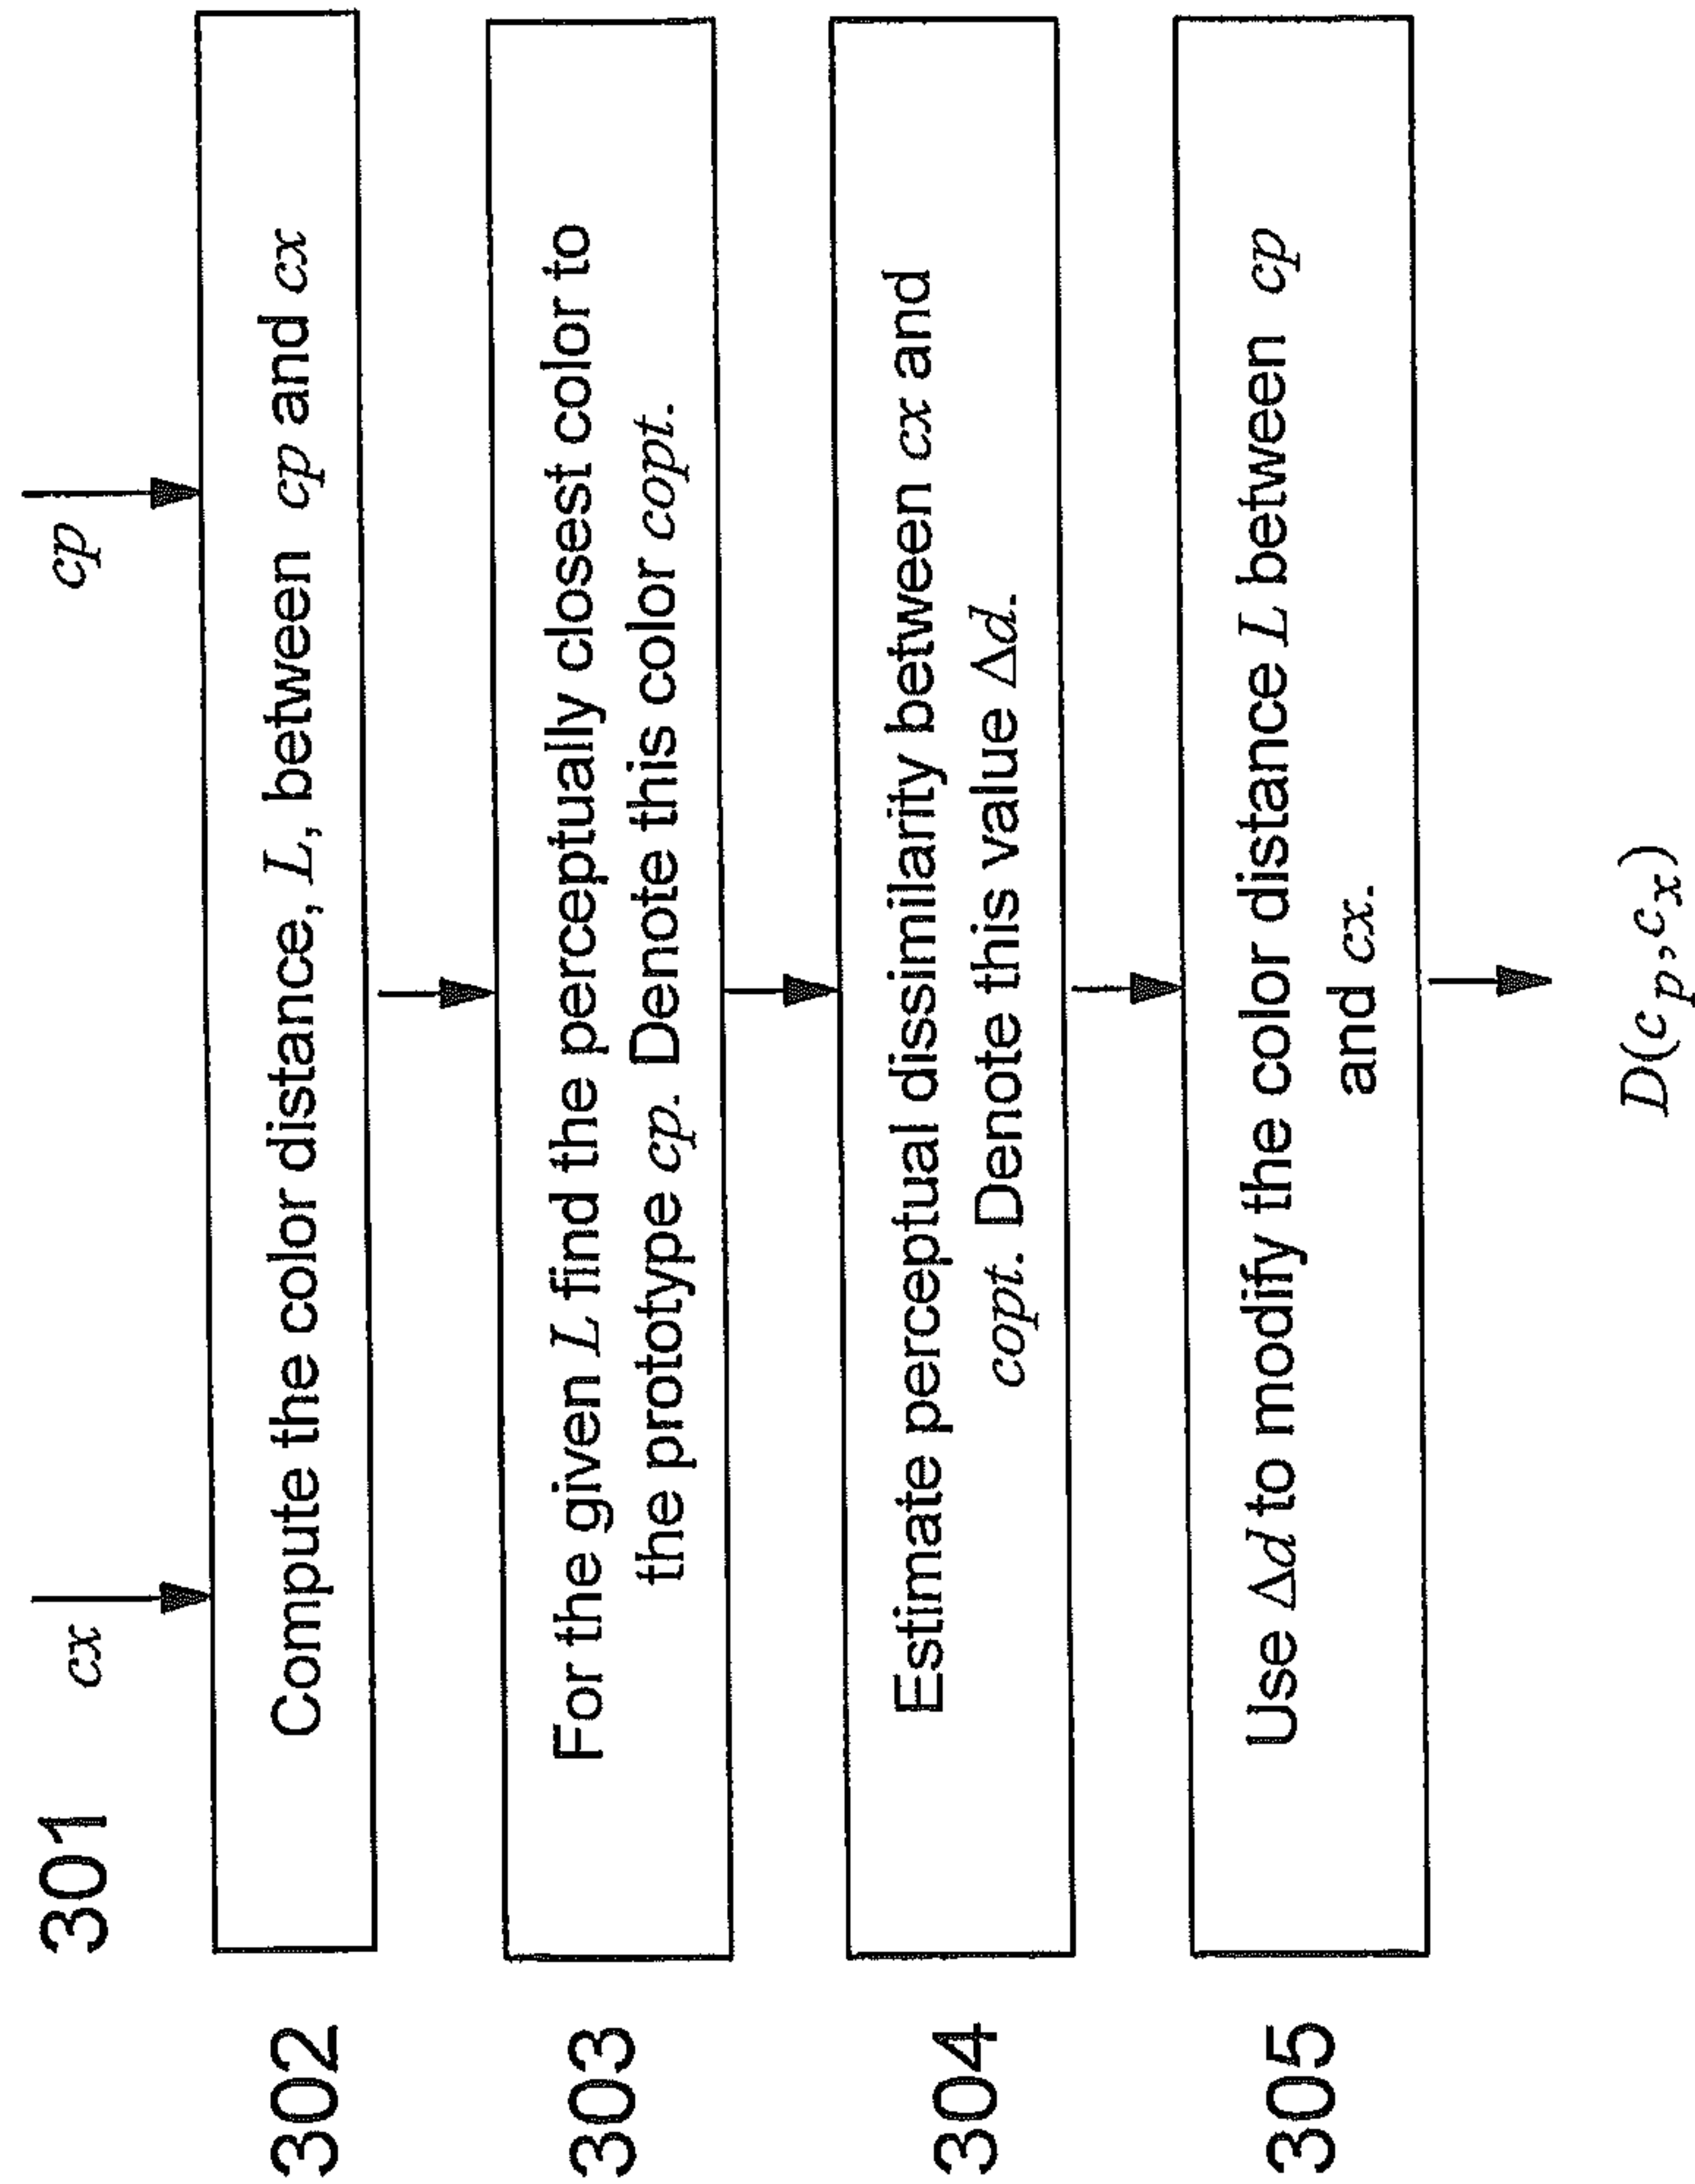 301 cx cp
302 Compute the color distance, L, between cp and cx
303 For the given L find the perceptually closest color to
the prototype cp. Denote this color copt.
304 Estimate perceptual dissimilarity between cx and
copt. Denote this value Δd.
305 Use Δd to modify the color distance L between cp
and cx.
D(c_p,c_x)